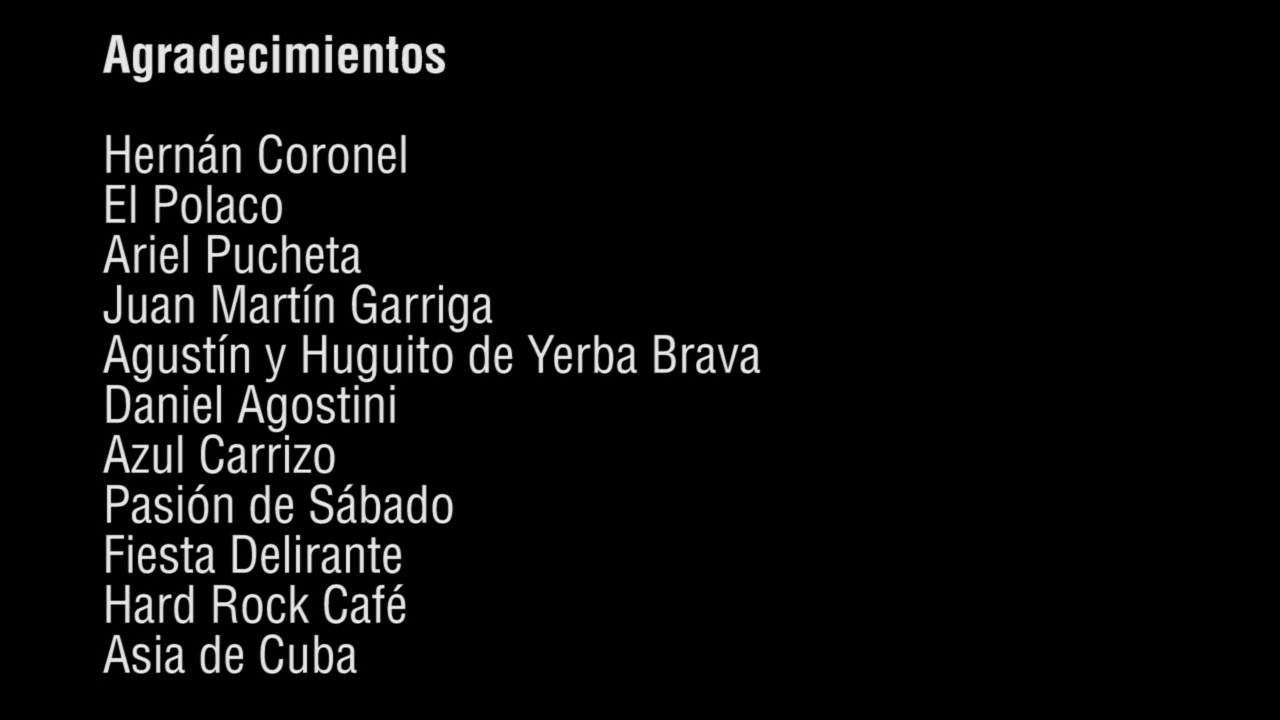 Agradecimientos
Hernán Coronel
El Polaco
Ariel Pucheta
Juan Martín Garriga
Agustín y Huguito de Yerba Brava
Daniel Agostini
Azul Carrizo
Pasión de Sábado
Fiesta Delirante
Hard Rock Café
Asia de Cuba